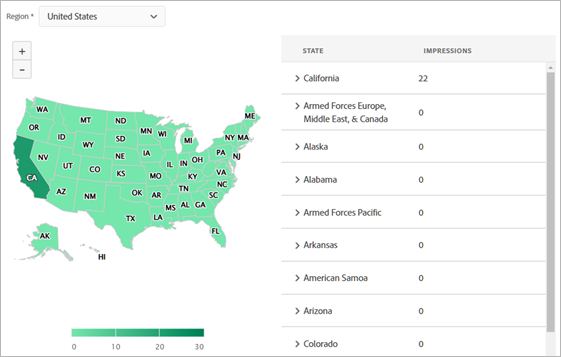 Region * United States
+
−
WA
OR
CA
NV
ID
MT
WY
UT
AZ
CO
NM
ND
SD
NE
KS
OK
TX
MN
IA
MO
AR
LA
WI
IL
MS
MI
IN
KY
TN
AL
OH
GA
FL
SC
NC
VA
PA
NJ
NY
MA
ME
AK
HI
0 10 20 30
STATE IMPRESSIONS
California 22
Armed Forces Europe,
Middle East, & Canada 0
Alaska 0
Alabama 0
Armed Forces Pacific 0
Arkansas 0
American Samoa 0
Arizona 0
Colorado 0